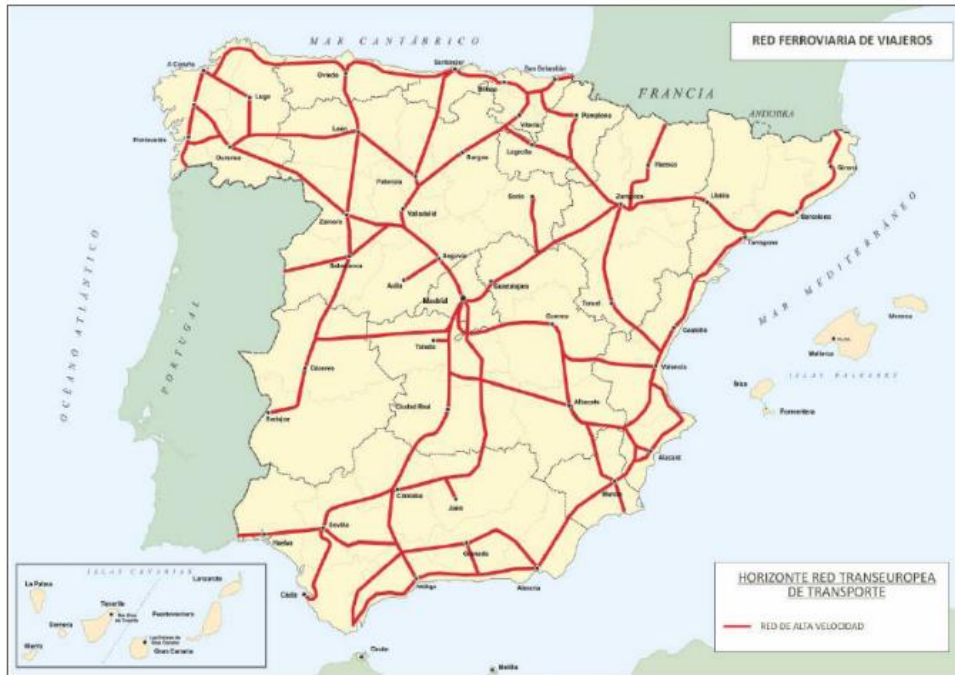 RED FERROVIARIA DE VIAJEROS
MAR CANTÁBRICO
FRANCIA
ANDORRA
OCÉANO ATLÁNTICO
PORTUGAL
MAR MEDITERRÁNEO
ISLAS BALEARES
A Coruña
Lugo
Pontevedra
Ourense
Oviedo
León
Santander
Bilbao
San Sebastián
Vitoria
Pamplona
Logroño
Burgos
Palencia
Valladolid
Zamora
Salamanca
Segovia
Ávila
Soria
Zaragoza
Huesca
Lleida
Girona
Barcelona
Tarragona
Guadalajara
Madrid
Teruel
Cuenca
Toledo
Castelló
Valencia
Cáceres
Badajoz
Ciudad Real
Albacete
Alacant
Murcia
Córdoba
Jaén
Sevilla
Huelva
Granada
Cádiz
Málaga
Almería
Ceuta
Melilla
Menorca
Mallorca
Ibiza
Formentera
ISLAS CANARIAS
La Palma
Tenerife
Gomera
Hierro
Lanzarote
Fuerteventura
Gran Canaria
HORIZONTE RED TRANSEUROPEA
DE TRANSPORTE
RED DE ALTA VELOCIDAD